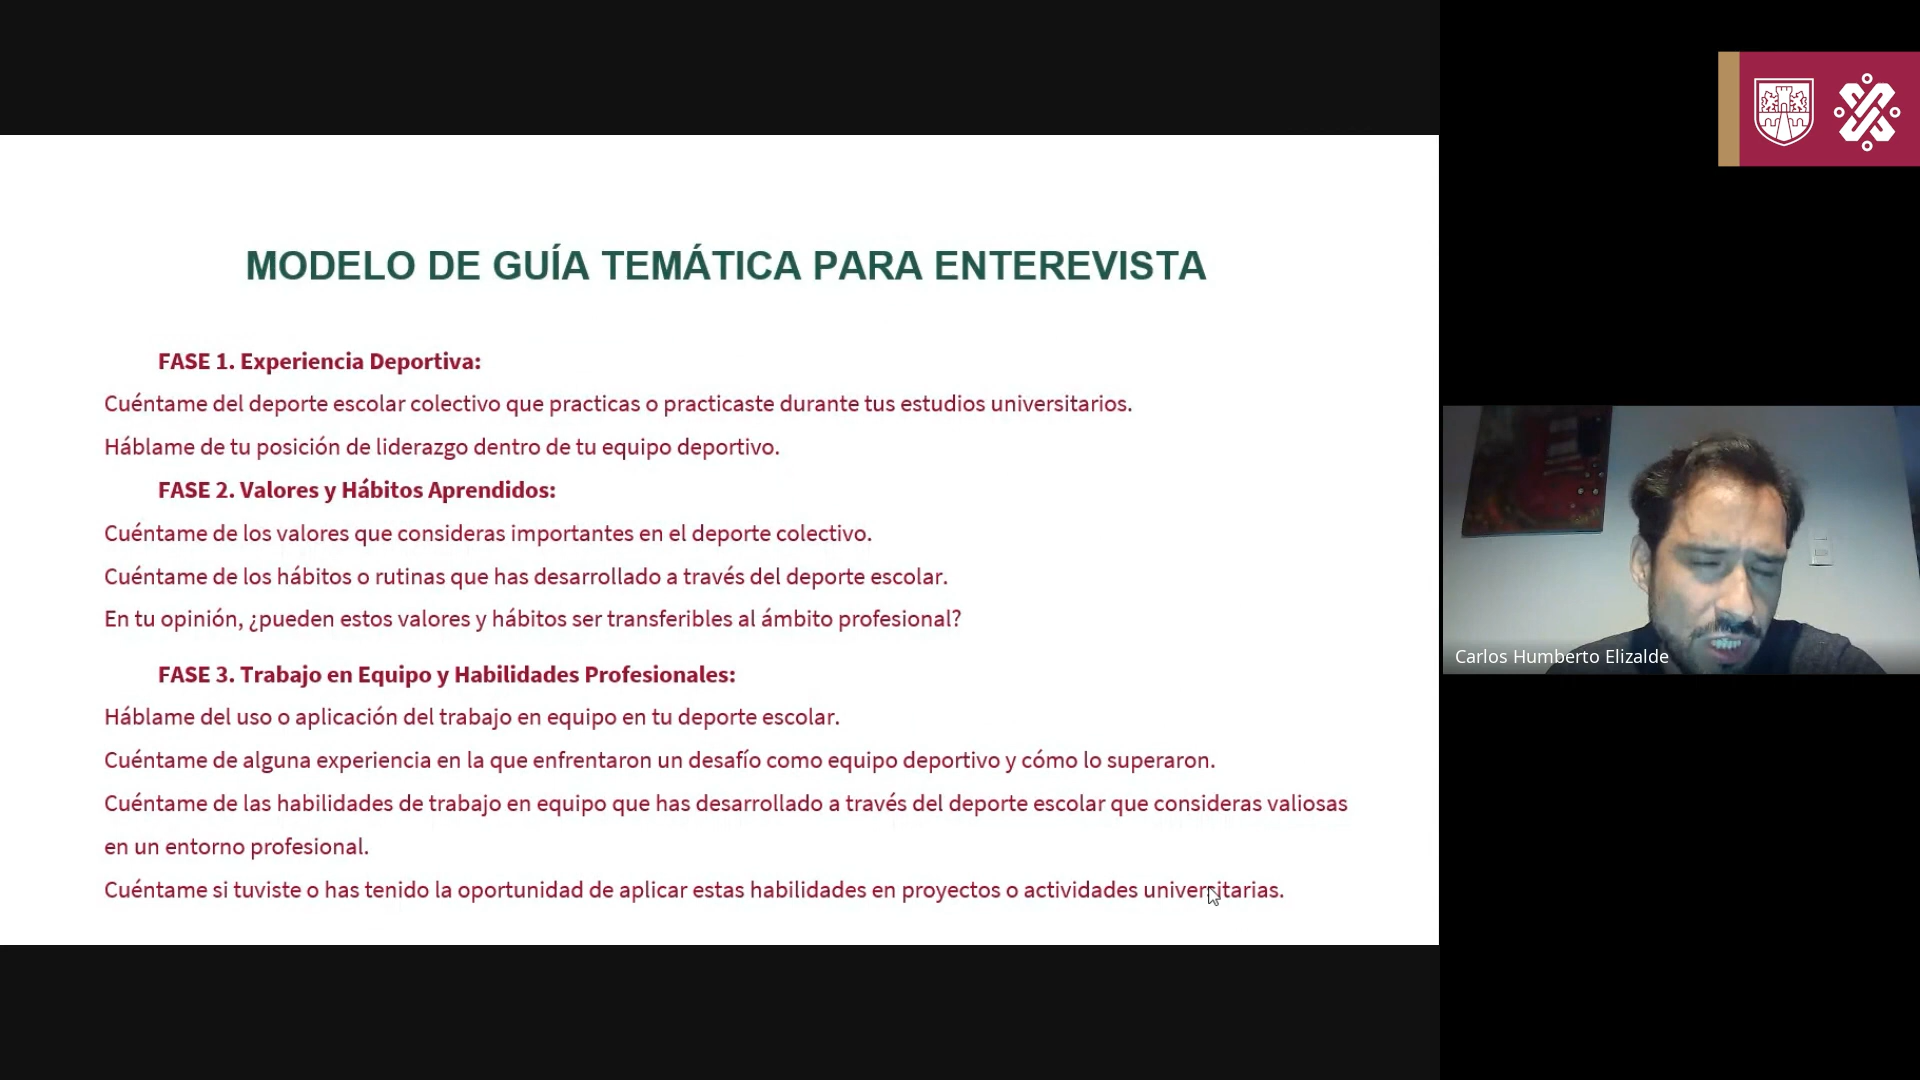 MODELO DE GUÍA TEMÁTICA PARA ENTEREVISTA
FASE 1. Experiencia Deportiva:
Cuéntame del deporte escolar colectivo que practicas o practicaste durante tus estudios universitarios.
Háblame de tu posición de liderazgo dentro de tu equipo deportivo.
FASE 2. Valores y Hábitos Aprendidos:
Cuéntame de los valores que consideras importantes en el deporte colectivo.
Cuéntame de los hábitos o rutinas que has desarrollado a través del deporte escolar.
En tu opinión, ¿pueden estos valores y hábitos ser transferibles al ámbito profesional?
FASE 3. Trabajo en Equipo y Habilidades Profesionales:
Háblame del uso o aplicación del trabajo en equipo en tu deporte escolar.
Cuéntame de alguna experiencia en la que enfrentaron un desafío como equipo deportivo y cómo lo superaron.
Cuéntame de las habilidades de trabajo en equipo que has desarrollado a través del deporte escolar que consideras valiosas
en un entorno profesional.
Cuéntame si tuviste o has tenido la oportunidad de aplicar estas habilidades en proyectos o actividades universitarias.
Carlos Humberto Elizalde